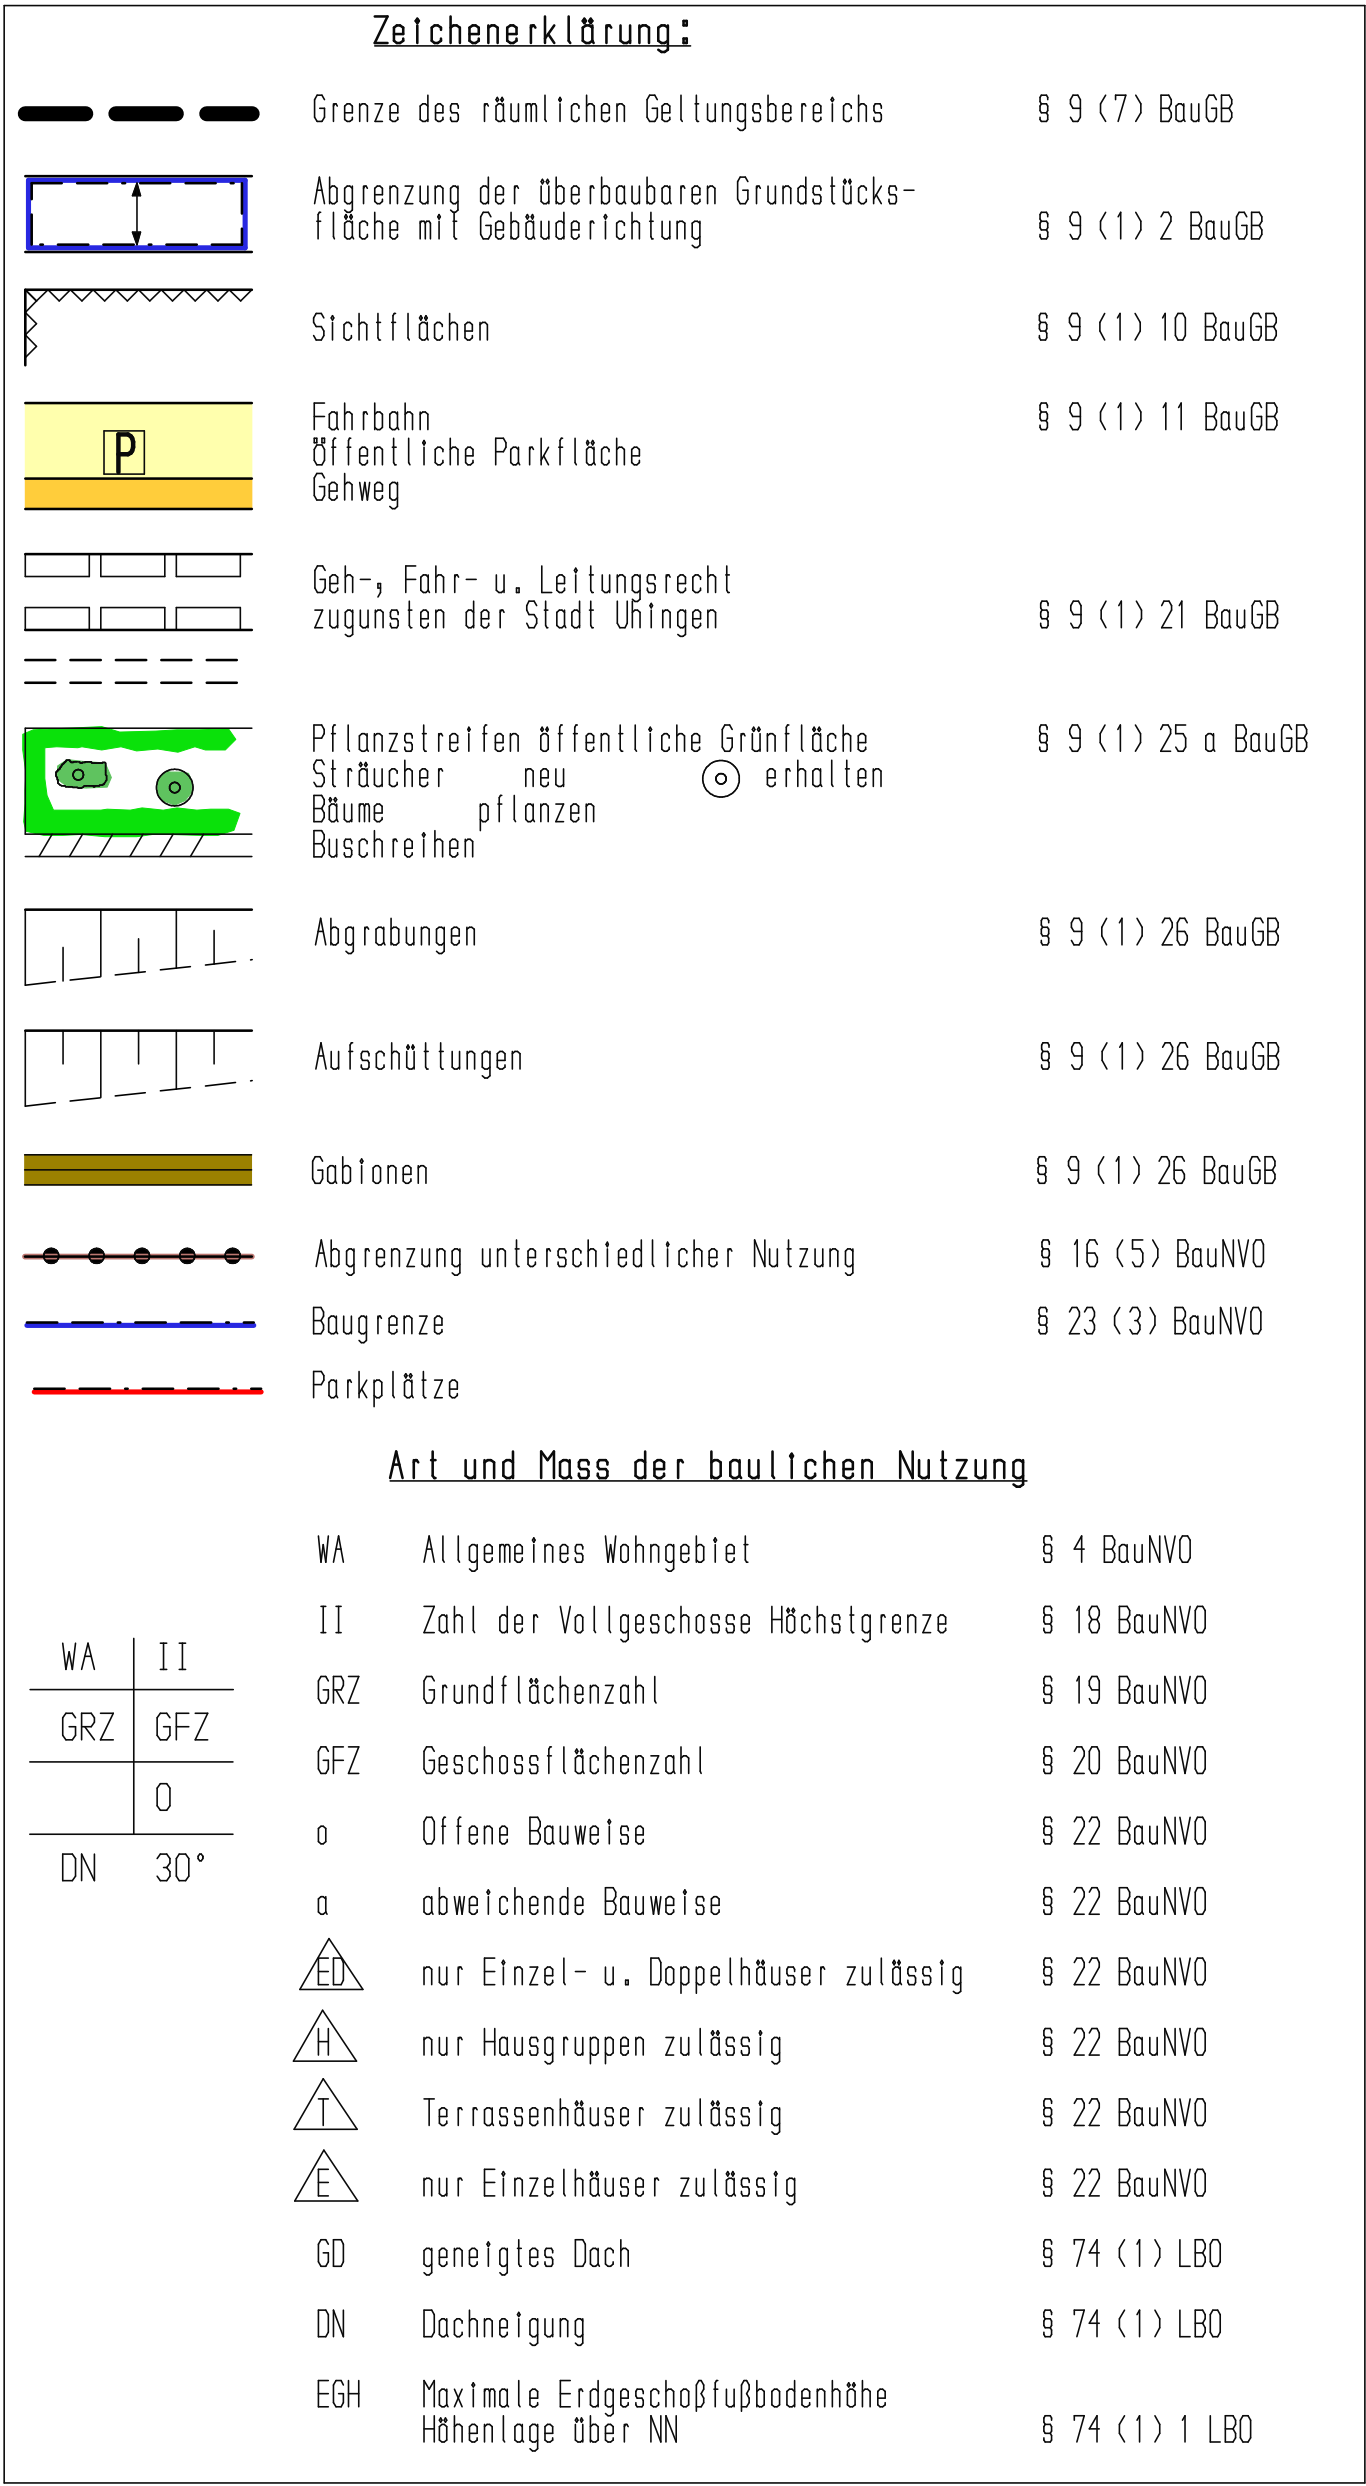 Zeichenerklärung:
Grenze des räumlichen Geltungsbereichs § 9 (7) BauGB
Abgrenzung der überbaubaren Grundstücks-
fläche mit Gebäuderichtung § 9 (1) 2 BauGB
Sichtflächen § 9 (1) 10 BauGB
Fahrbahn § 9 (1) 11 BauGB
P öffentliche Parkfläche
Gehweg
Geh-, Fahr- u. Leitungsrecht
zugunsten der Stadt Uhingen § 9 (1) 21 BauGB
Pflanzstreifen öffentliche Grünfläche § 9 (1) 25 a BauGB
Sträucher neu erhalten
Bäume pflanzen
Buschreihen
Abgrabungen § 9 (1) 26 BauGB
Aufschüttungen § 9 (1) 26 BauGB
Gabionen § 9 (1) 26 BauGB
Abgrenzung unterschiedlicher Nutzung § 16 (5) BauNVO
Baugrenze § 23 (3) BauNVO
Parkplätze
Art und Mass der baulichen Nutzung
WA Allgemeines Wohngebiet § 4 BauNVO
II Zahl der Vollgeschosse Höchstgrenze § 18 BauNVO
WA II
GRZ Grundflächenzahl § 19 BauNVO
GRZ GFZ
GFZ Geschossflächenzahl § 20 BauNVO
O
o Offene Bauweise § 22 BauNVO
DN 30°
a abweichende Bauweise § 22 BauNVO
ED nur Einzel- u. Doppelhäuser zulässig § 22 BauNVO
H nur Hausgruppen zulässig § 22 BauNVO
T Terrassenhäuser zulässig § 22 BauNVO
E nur Einzelhäuser zulässig § 22 BauNVO
GD geneigtes Dach § 74 (1) LBO
DN Dachneigung § 74 (1) LBO
EGH Maximale Erdgeschoßfußbodenhöhe
Höhenlage über NN § 74 (1) 1 LBO